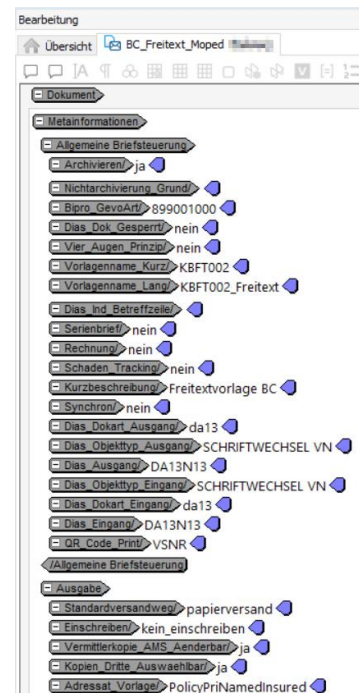 Bearbeitung
Übersicht BC_Freitext_Moped
Dokument
Metainformationen
Allgemeine Briefsteuerung
Archivieren/ ja
Nichtarchivierung_Grund/
Bipro_GevoArt/ 899001000
Dias_Dok_Gesperrt/ nein
Vier_Augen_Prinzip/ nein
Vorlagenname_Kurz/ KBFT002
Vorlagenname_Lang/ KBFT002_Freitext
Dias_Ind_Betreffzeile/
Serienbrief/ nein
Rechnung/ nein
Schaden_Tracking/ nein
Kurzbeschreibung/ Freitextvorlage BC
Synchron/ nein
Dias_Dokart_Ausgang/ da13
Dias_Objekttyp_Ausgang/ SCHRIFTWECHSEL VN
Dias_Ausgang/ DA13N13
Dias_Objekttyp_Eingang/ SCHRIFTWECHSEL VN
Dias_Dokart_Eingang/ da13
Dias_Eingang/ DA13N13
QR_Code_Print/ VSNR
/Allgemeine Briefsteuerung
Ausgabe
Standardversandweg/ papierversand
Einschreiben/ kein_einschreiben
Vermittlerkopie_AMS_Aenderbar/ ja
Kopien_Dritte_Auswaehlbar/ ja
Adressat_Vorlage/ PolicyPriNamedInsured